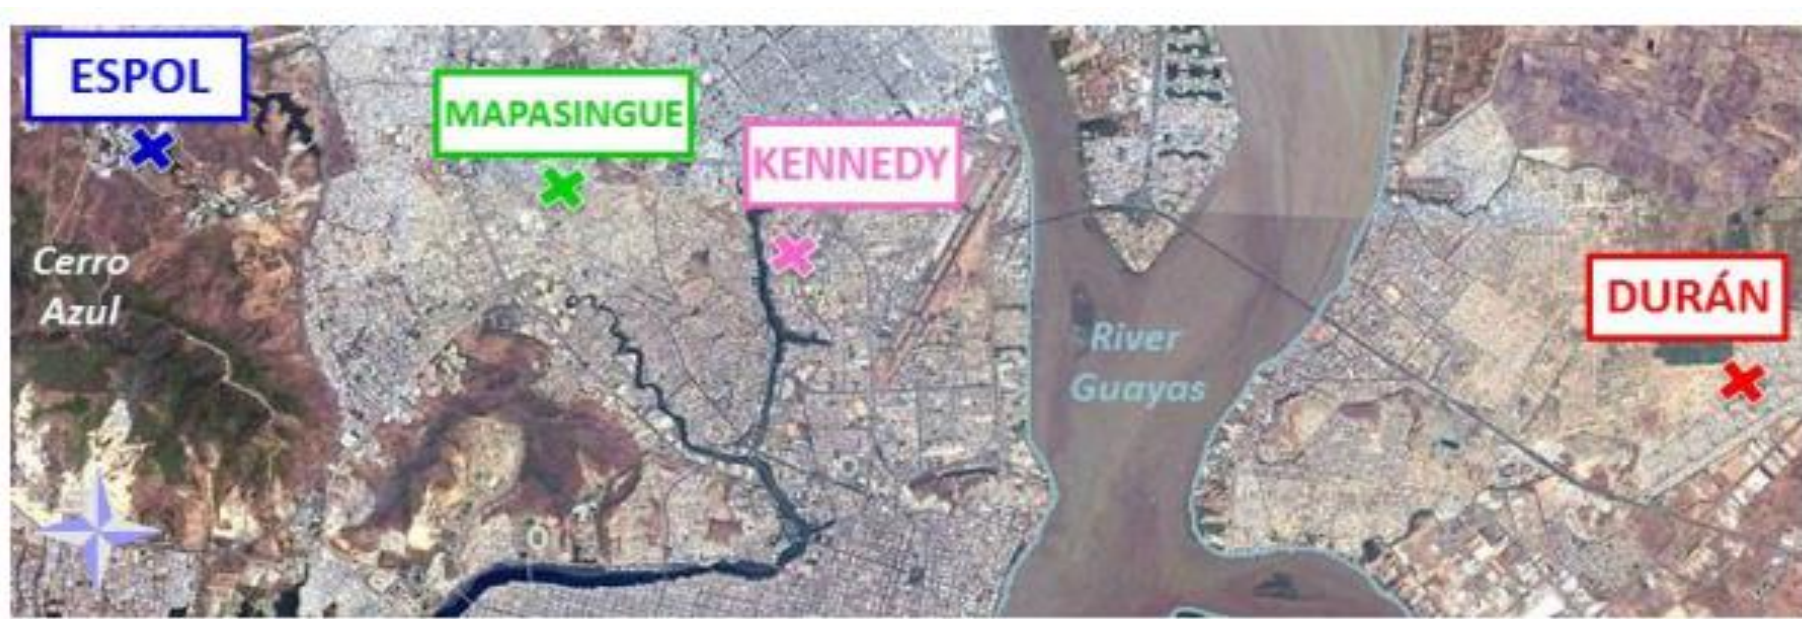 ESPOL
MAPASINGUE
KENNEDY
Cerro
Azul
DURÁN
River
Guayas